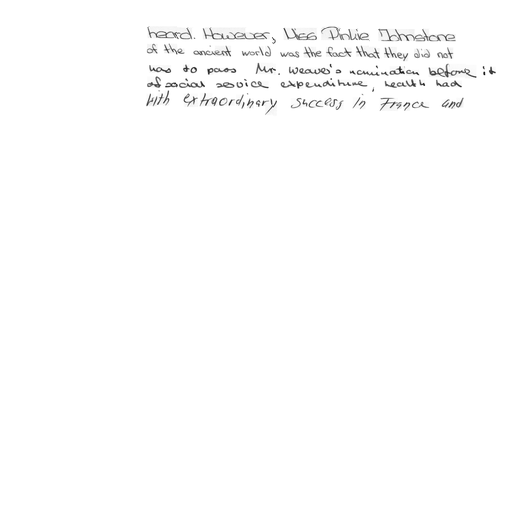 heard. However, Miss Pinkie Johnstone
of the ancient world was the fact that they did not
has to pass Mr. Weaver's nomination before it
of social service expenditure, health had
with extraordinary success in France and